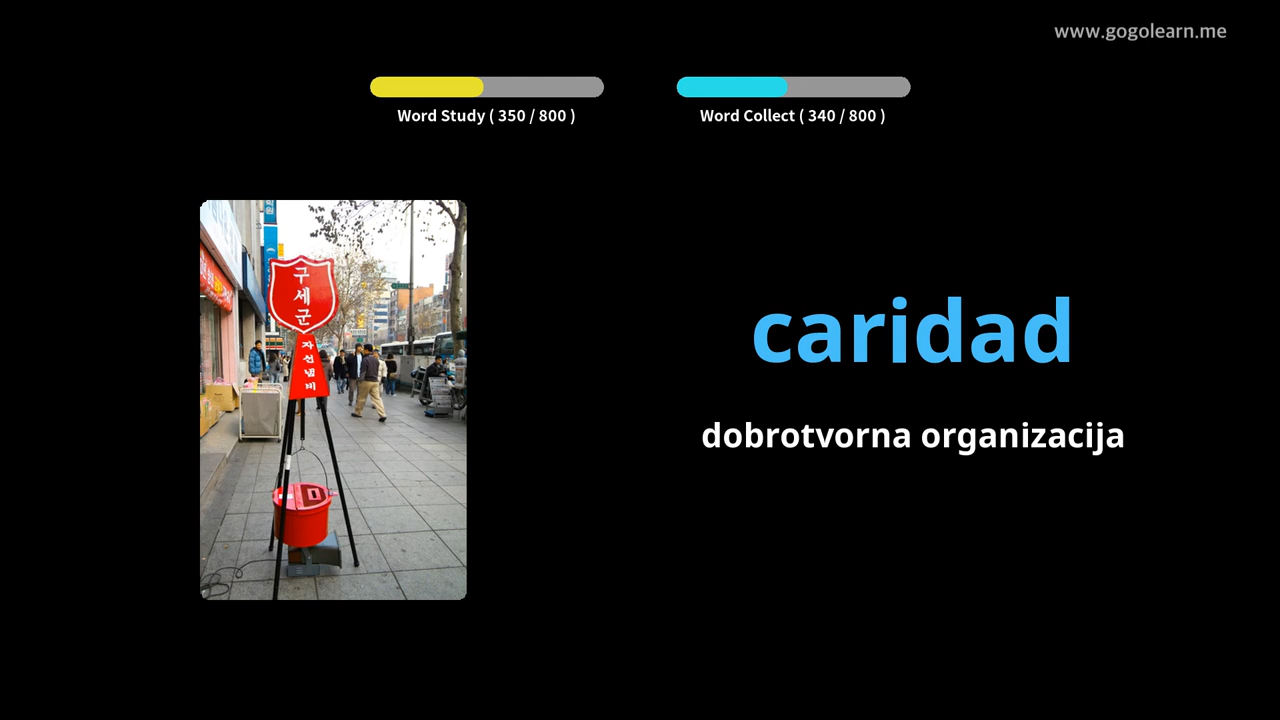 www.gogolearn.me
Word Study ( 350 / 800 )
Word Collect ( 340 / 800 )
구
세
군
자
선
냄
비
caridad
dobrotvorna organizacija